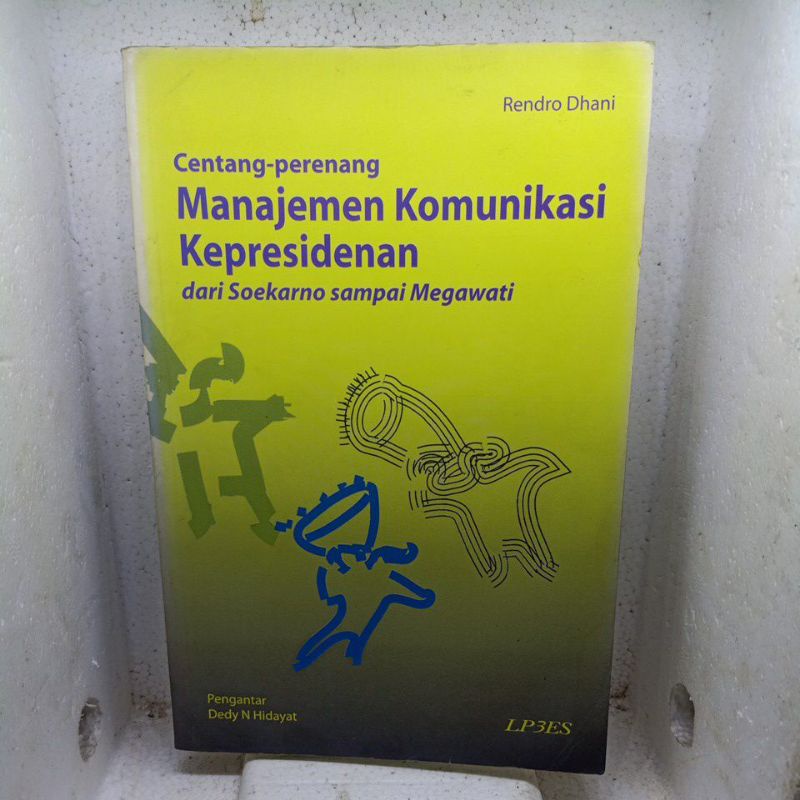 Rendro Dhani
Centang-perenang
Manajemen Komunikasi
Kepresidenan
dari Soekarno sampai Megawati
Pengantar
Dedy N Hidayat
LP3ES